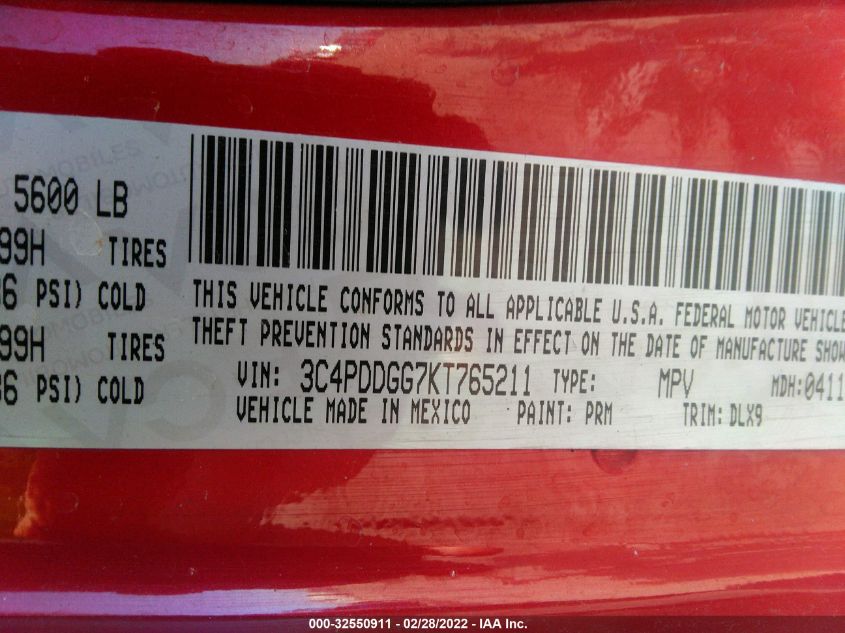 5600 LB
99H TIRES
PSI) COLD
99H TIRES
PSI) COLD
THIS VEHICLE CONFORMS TO ALL APPLICABLE U.S.A. FEDERAL MOTOR VEHICLE
THEFT PREVENTION STANDARDS IN EFFECT ON THE DATE OF MANUFACTURE SHOW
VIN: 3C4PDDGG7KT765211 TYPE: MPV MDH:0411
VEHICLE MADE IN MEXICO PAINT: PRM TRIM: DLX9
000-32550911 - 02/28/2022 - IAA Inc.